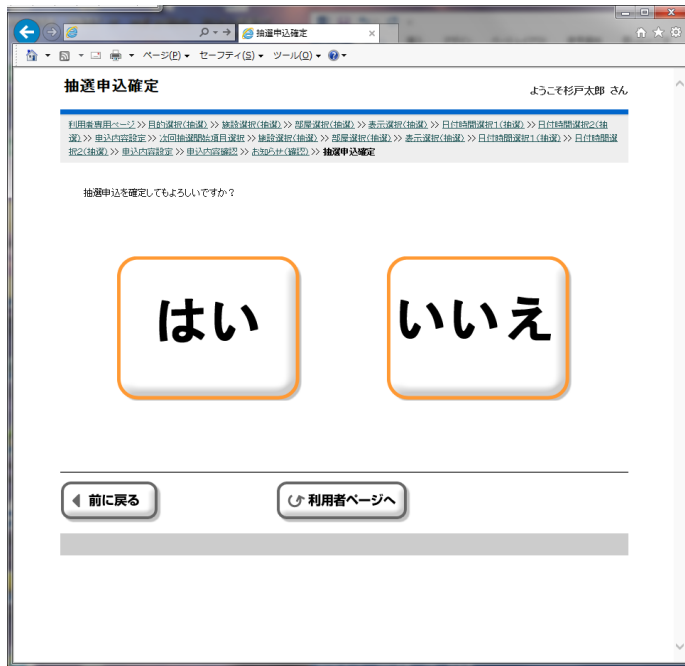 抽選申込確定
ページ(P) セーフティ(S) ツール(O)
抽選申込確定
ようこそ杉戸太郎 さん
利用者専用ページ >> 目的選択(抽選) >> 施設選択(抽選) >> 部屋選択(抽選) >> 表示選択(抽選) >> 日付時間選択1(抽選) >> 日付時間選択2(抽
選) >> 申込内容設定 >> 次回抽選開始項目選択 >> 施設選択(抽選) >> 部屋選択(抽選) >> 表示選択(抽選) >> 日付時間選択1(抽選) >> 日付時間選
択2(抽選) >> 申込内容設定 >> 申込内容確認 >> お知らせ(確認) >> 抽選申込確定
抽選申込を確定してもよろしいですか?
はい いいえ
前に戻る 利用者ページへ